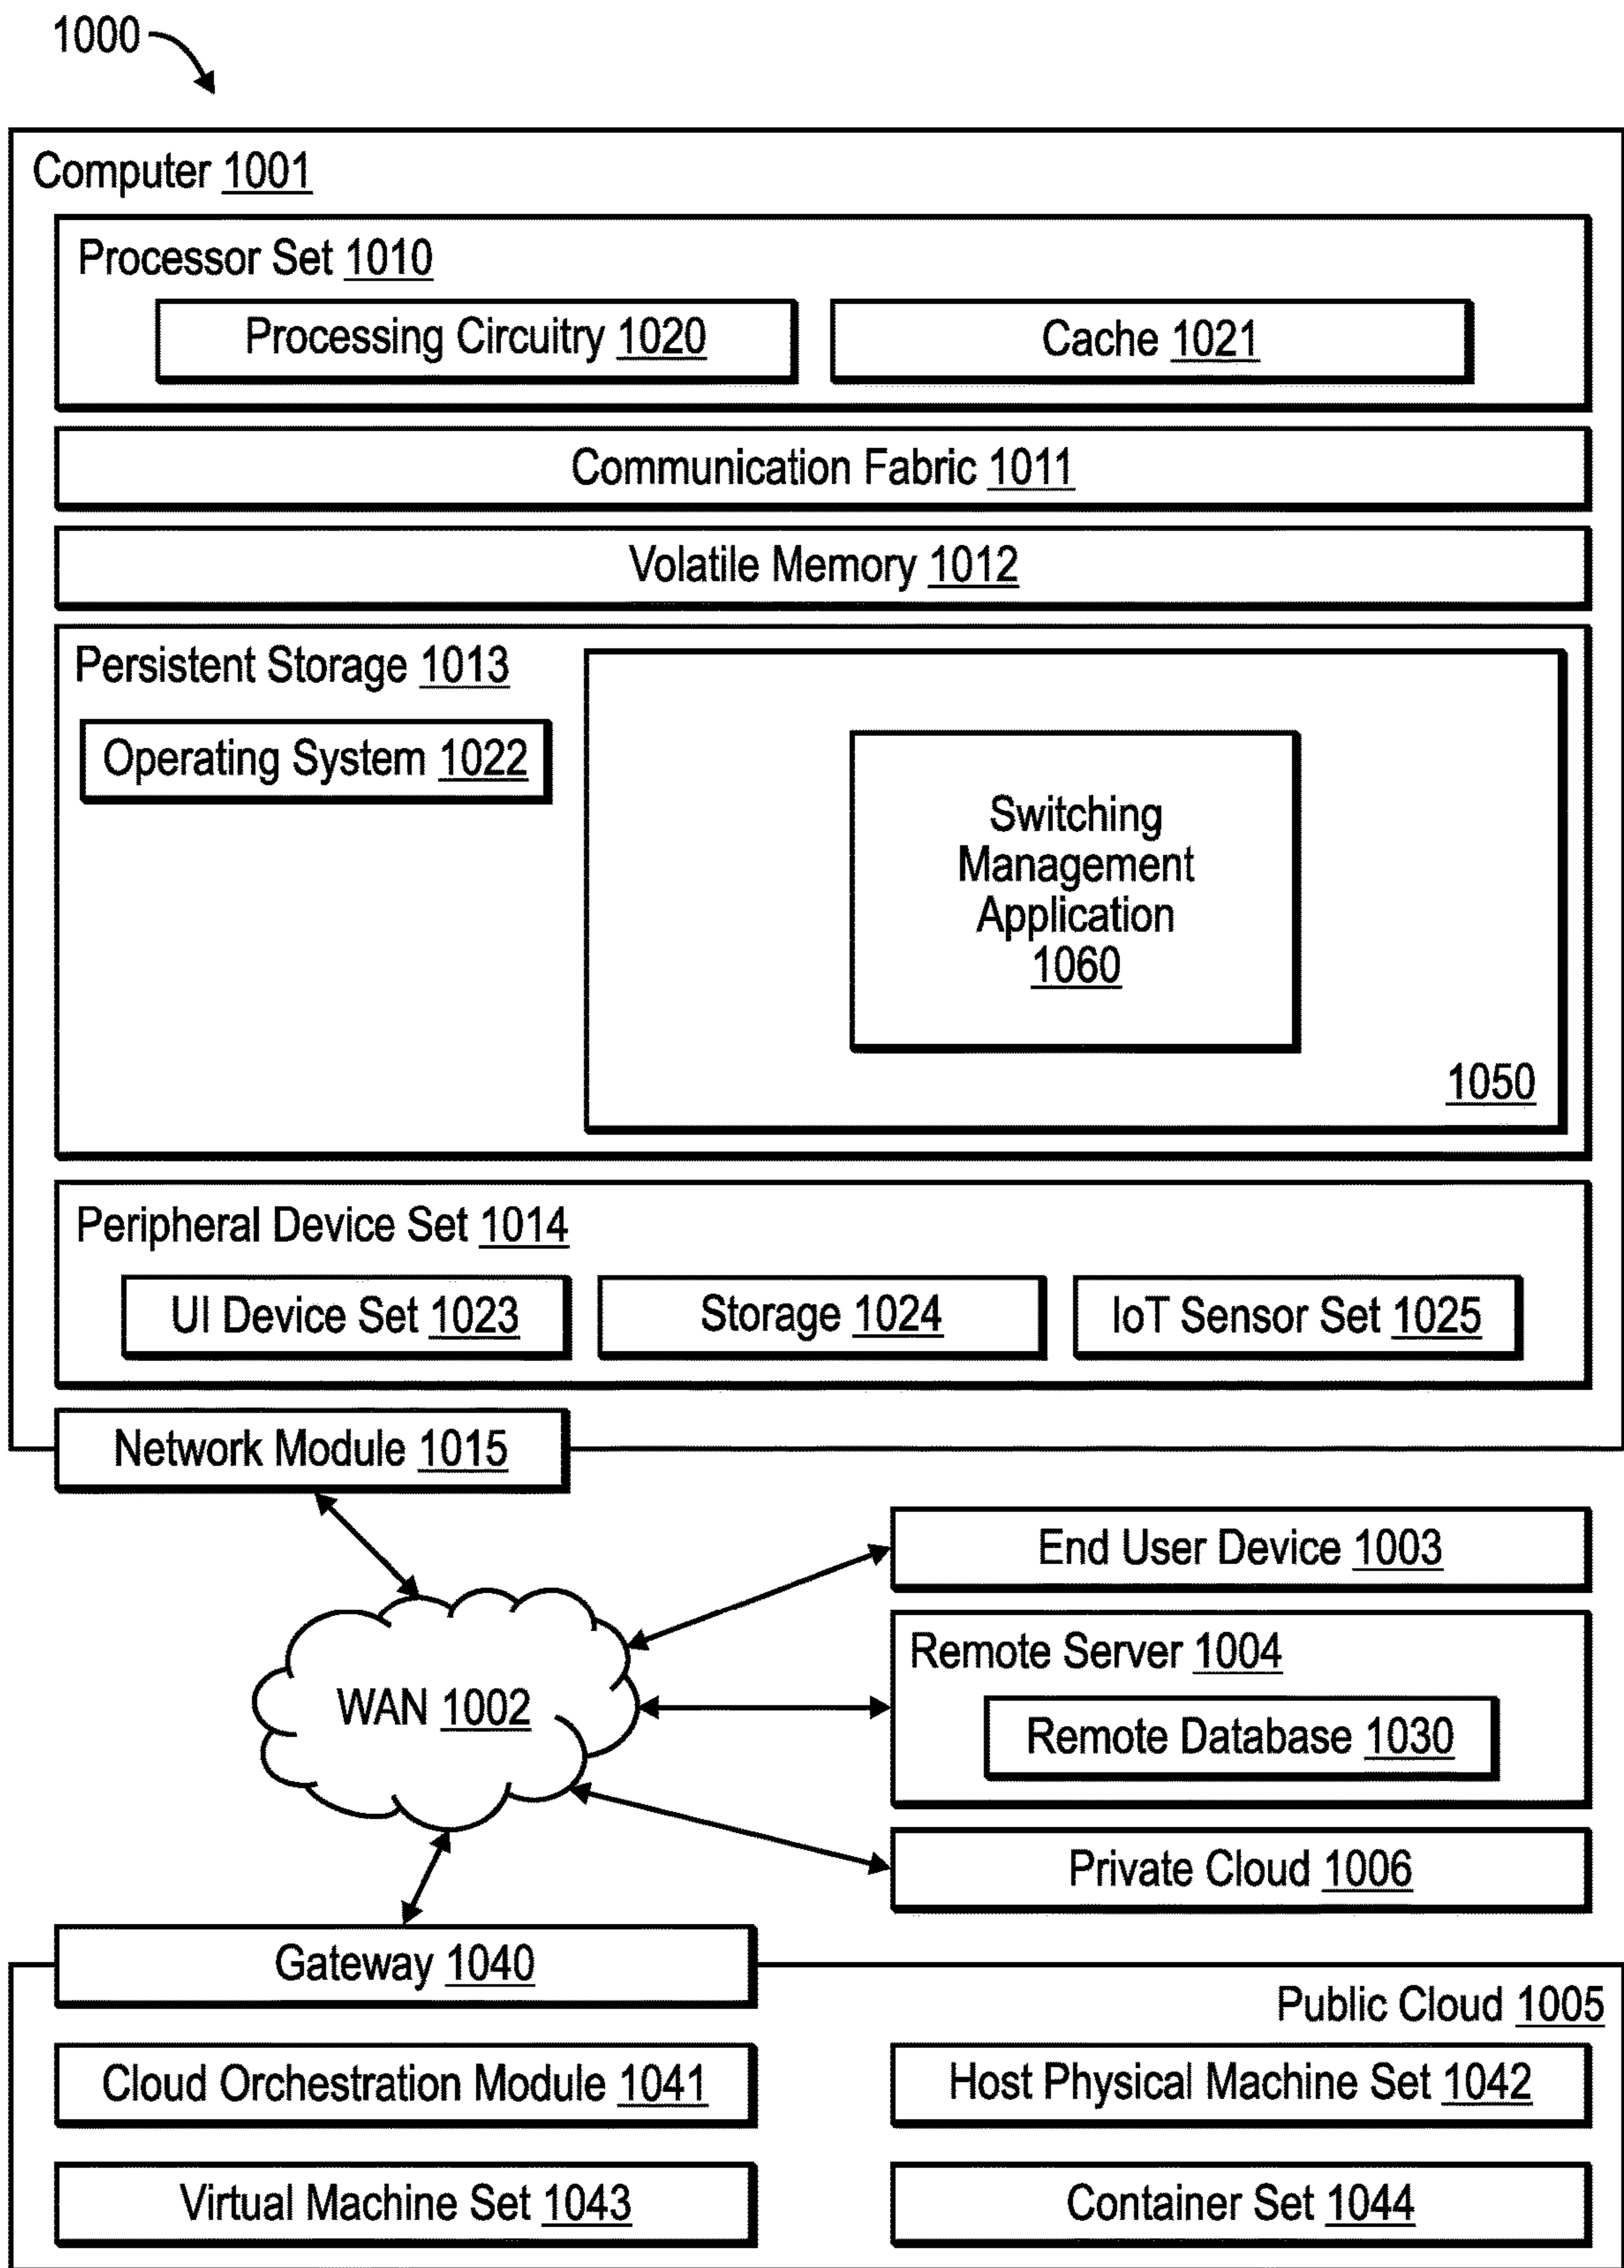 1000
Computer 1001
Processor Set 1010
Processing Circuitry 1020
Cache 1021
Communication Fabric 1011
Volatile Memory 1012
Persistent Storage 1013
Operating System 1022
Switching
Management
Application
1060
1050
Peripheral Device Set 1014
UI Device Set 1023
Storage 1024
IoT Sensor Set 1025
Network Module 1015
End User Device 1003
Remote Server 1004
WAN 1002
Remote Database 1030
Private Cloud 1006
Gateway 1040
Public Cloud 1005
Cloud Orchestration Module 1041
Host Physical Machine Set 1042
Virtual Machine Set 1043
Container Set 1044